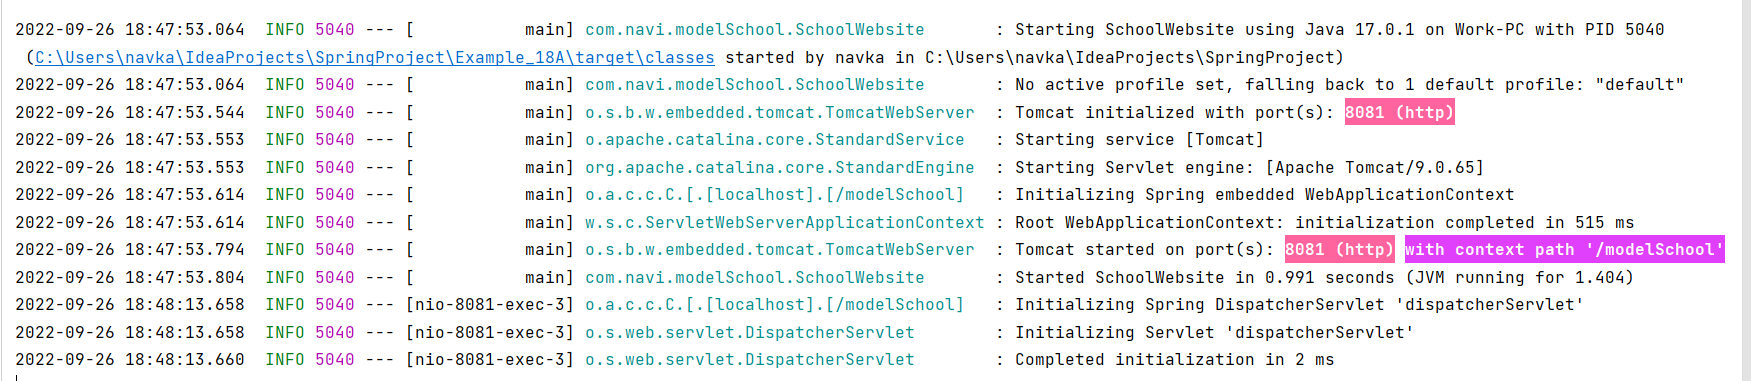 2022-09-26 18:47:53.064  INFO 5040 --- [           main] com.navi.modelSchool.SchoolWebsite       : Starting SchoolWebsite using Java 17.0.1 on Work-PC with PID 5040
 (C:\Users\navka\IdeaProjects\SpringProject\Example_18A\target\classes started by navka in C:\Users\navka\IdeaProjects\SpringProject)
2022-09-26 18:47:53.064  INFO 5040 --- [           main] com.navi.modelSchool.SchoolWebsite       : No active profile set, falling back to 1 default profile: "default"
2022-09-26 18:47:53.544  INFO 5040 --- [           main] o.s.b.w.embedded.tomcat.TomcatWebServer  : Tomcat initialized with port(s): 8081 (http)
2022-09-26 18:47:53.553  INFO 5040 --- [           main] o.apache.catalina.core.StandardService   : Starting service [Tomcat]
2022-09-26 18:47:53.553  INFO 5040 --- [           main] org.apache.catalina.core.StandardEngine  : Starting Servlet engine: [Apache Tomcat/9.0.65]
2022-09-26 18:47:53.614  INFO 5040 --- [           main] o.a.c.c.C.[.[localhost].[/modelSchool]   : Initializing Spring embedded WebApplicationContext
2022-09-26 18:47:53.614  INFO 5040 --- [           main] w.s.c.ServletWebServerApplicationContext : Root WebApplicationContext: initialization completed in 515 ms
2022-09-26 18:47:53.794  INFO 5040 --- [           main] o.s.b.w.embedded.tomcat.TomcatWebServer  : Tomcat started on port(s): 8081 (http) with context path '/modelSchool'
2022-09-26 18:47:53.804  INFO 5040 --- [           main] com.navi.modelSchool.SchoolWebsite       : Started SchoolWebsite in 0.991 seconds (JVM running for 1.404)
2022-09-26 18:48:13.658  INFO 5040 --- [nio-8081-exec-3] o.a.c.c.C.[.[localhost].[/modelSchool]   : Initializing Spring DispatcherServlet 'dispatcherServlet'
2022-09-26 18:48:13.658  INFO 5040 --- [nio-8081-exec-3] o.s.web.servlet.DispatcherServlet        : Initializing Servlet 'dispatcherServlet'
2022-09-26 18:48:13.660  INFO 5040 --- [nio-8081-exec-3] o.s.web.servlet.DispatcherServlet        : Completed initialization in 2 ms